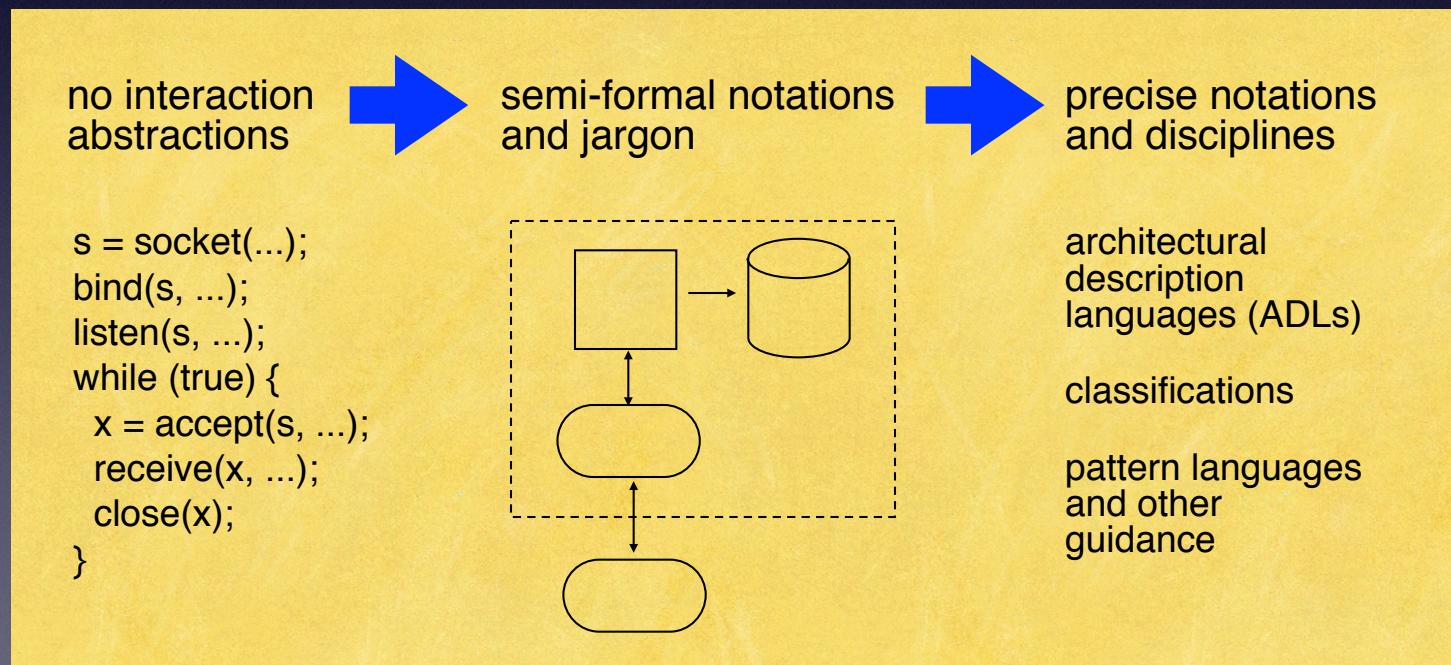 no interaction
abstractions
semi-formal notations
and jargon
precise notations
and disciplines
s = socket(...);
bind(s, ...);
listen(s, ...);
while (true) {
  x = accept(s, ...);
  receive(x, ...);
  close(x);
}
architectural
description
languages (ADLs)
classifications
pattern languages
and other
guidance